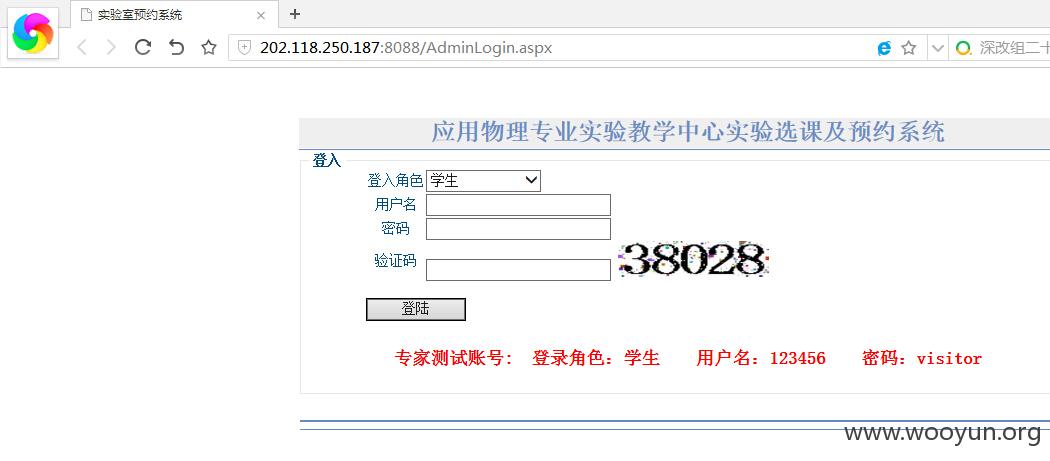 实验室预约系统
202.118.250.187:8088/AdminLogin.aspx
深改组二十
应用物理专业实验教学中心实验选课及预约系统
登入
登入角色 学生
用户名
密码
验证码 38028
登陆
专家测试账号: 登录角色: 学生 用户名: 123456 密码: visitor
www.wooyun.org